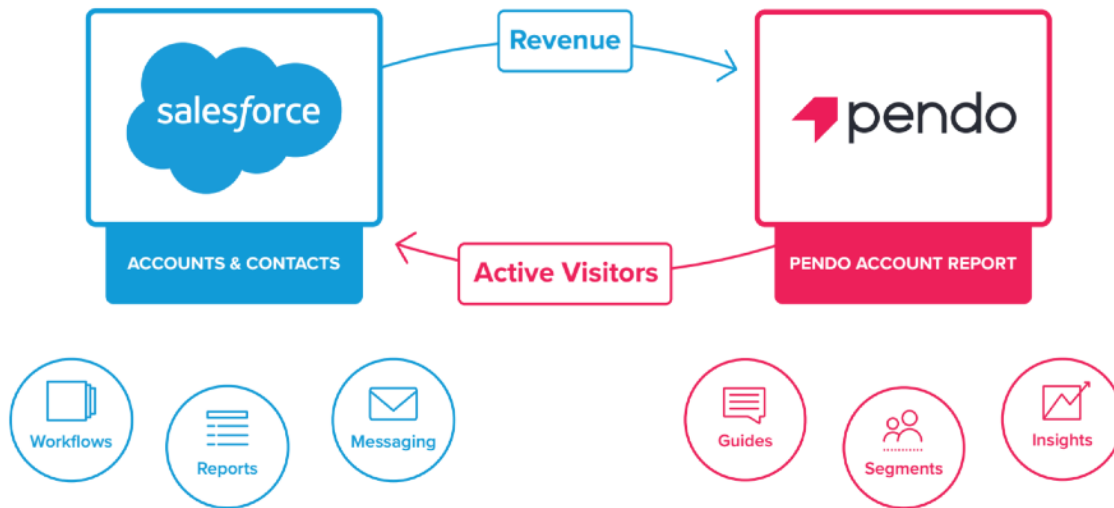 Revenue
salesforce
pendo
ACCOUNTS & CONTACTS
Active Visitors
PENDO ACCOUNT REPORT
Workflows
Reports
Messaging
Guides
Segments
Insights